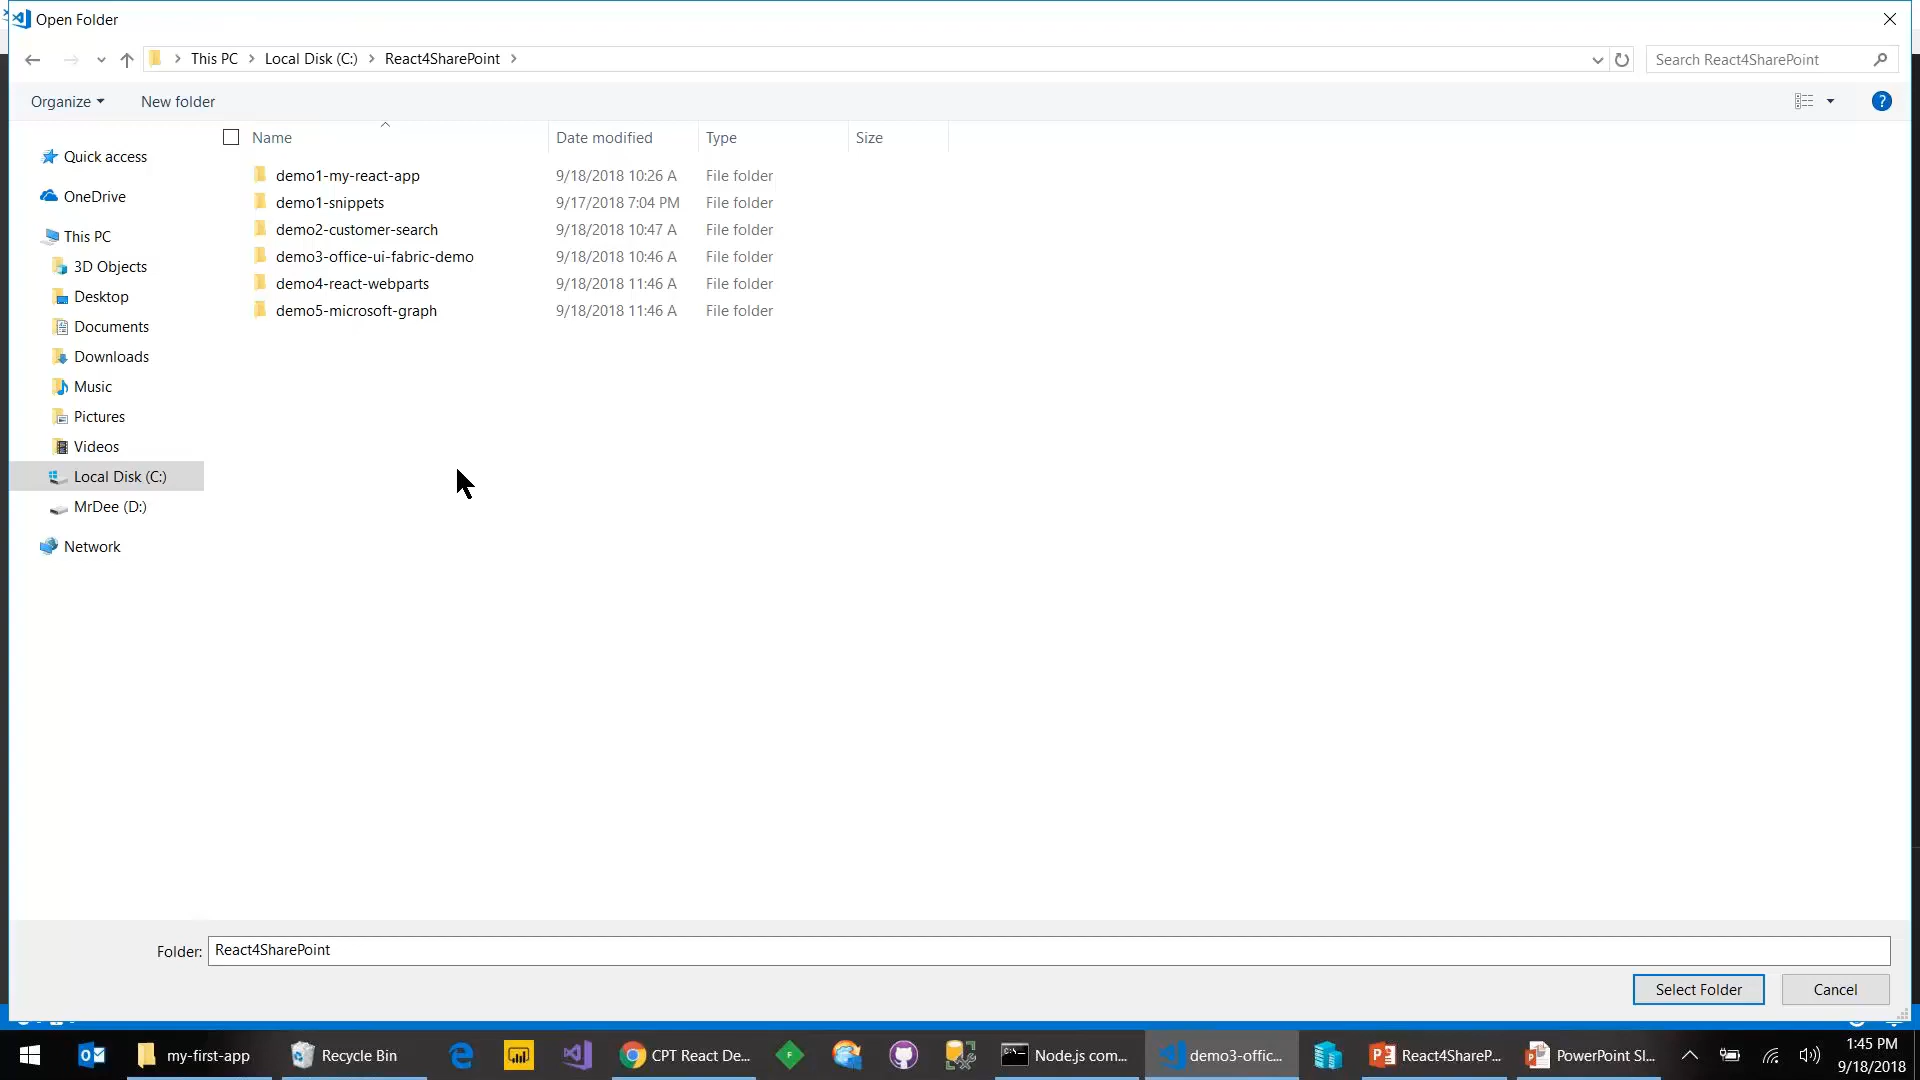 Open Folder
This PC Local Disk (C:) React4SharePoint
Search React4SharePoint
Organize New folder
?
Name Date modified Type Size
Quick access
OneDrive
This PC
3D Objects
Desktop
Documents
Downloads
Music
Pictures
Videos
Local Disk (C:)
MrDee (D:)
Network
demo1-my-react-app 9/18/2018 10:26 A File folder
demo1-snippets 9/17/2018 7:04 PM File folder
demo2-customer-search 9/18/2018 10:47 A File folder
demo3-office-ui-fabric-demo 9/18/2018 10:46 A File folder
demo4-react-webparts 9/18/2018 11:46 A File folder
demo5-microsoft-graph 9/18/2018 11:46 A File folder
Folder: React4SharePoint
Select Folder Cancel
my-first-app Recycle Bin CPT React De... Node.js com... demo3-offic... React4ShareP... PowerPoint Sl... 1:45 PM
9/18/2018